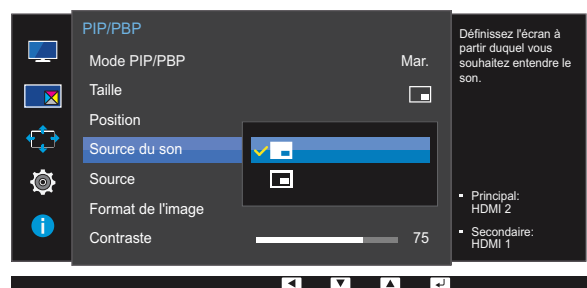 PIP/PBP
Mode PIP/PBP Mar.
Taille
Position
Source du son
Source
Format de l'image
Contraste 75
Définissez l'écran à
partir duquel vous
souhaitez entendre le
son.
Principal:
HDMI 2
Secondaire:
HDMI 1